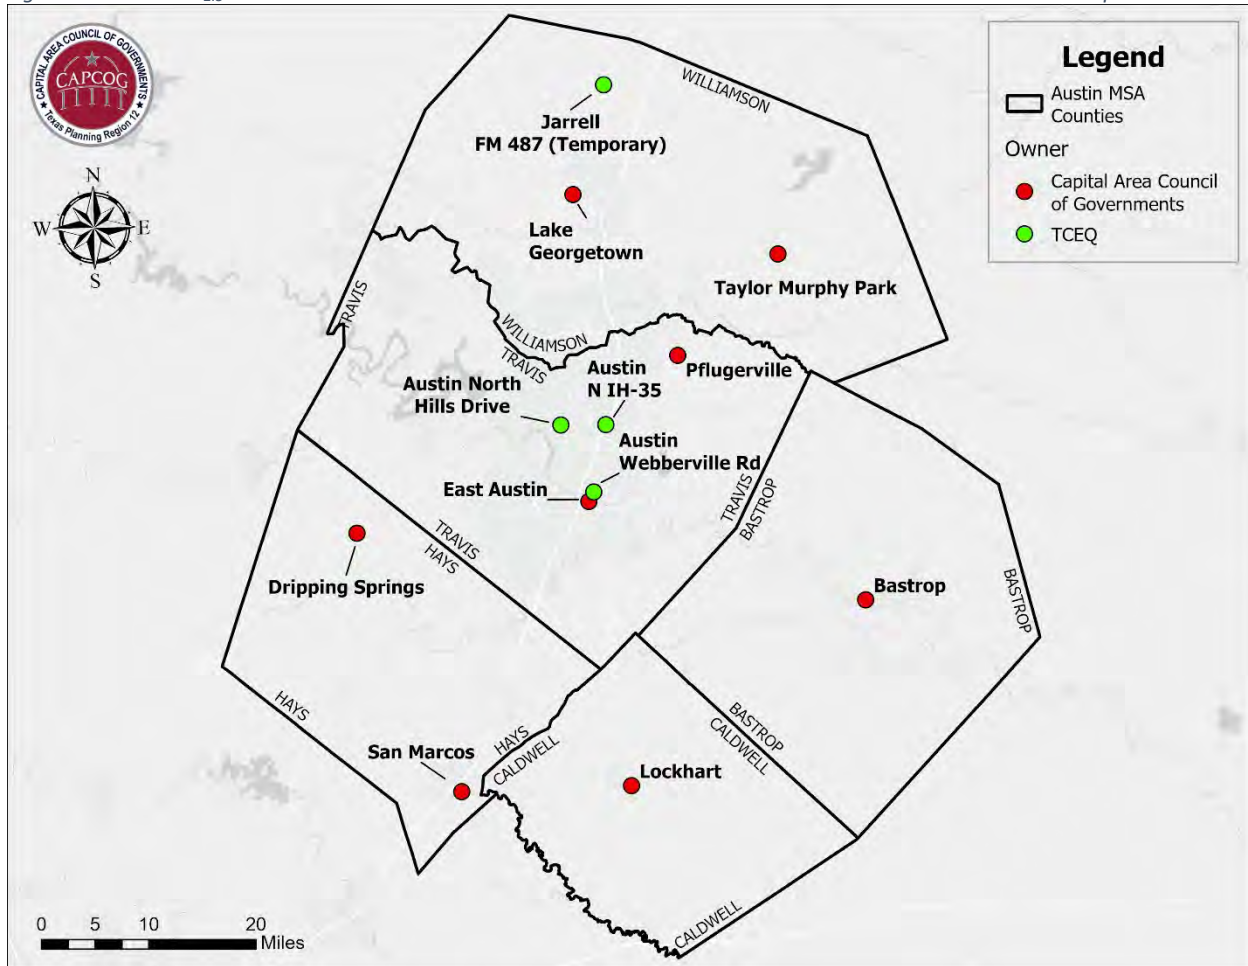 CAPITAL AREA COUNCIL OF GOVERNMENTS
CAPCOG
★ Texas Planning Region 12 ★
N
W E
S
Legend
Austin MSA
Counties
Owner
Capital Area Council
of Governments
TCEQ
WILLIAMSON
Jarrell
FM 487 (Temporary)
Lake
Georgetown
Taylor Murphy Park
TRAVIS
WILLIAMSON
TRAVIS
Pflugerville
Austin
N IH-35
Austin North
Hills Drive
Austin
Webberville Rd
East Austin
TRAVIS
BASTROP
TRAVIS
HAYS
Dripping Springs
Bastrop
BASTROP
HAYS
BASTROP
CALDWELL
HAYS
CALDWELL
San Marcos
Lockhart
CALDWELL
0 5 10 20
Miles